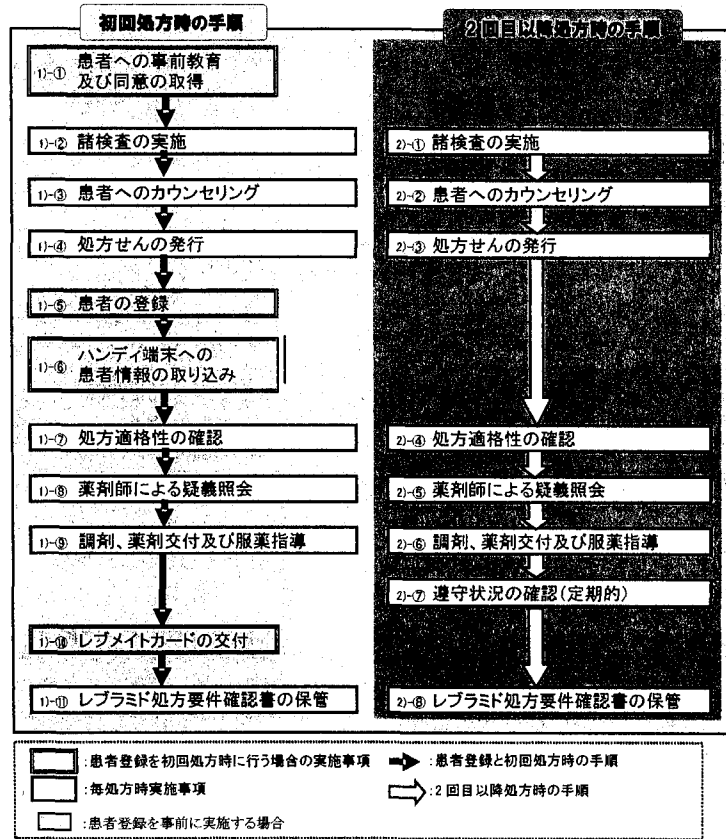 初回処方時の手順
2回目以降処方時の手順
1)-① 患者への事前教育
及び同意の取得
1)-② 諸検査の実施
1)-③ 患者へのカウンセリング
1)-④ 処方せんの発行
1)-⑤ 患者の登録
1)-⑥ ハンディ端末への
患者情報の取り込み
1)-⑦ 処方適格性の確認
1)-⑧ 薬剤師による疑義照会
1)-⑨ 調剤、薬剤交付及び服薬指導
1)-⑩ レブメイトカードの交付
1)-⑪ レブラミド処方要件確認書の保管
2)-① 諸検査の実施
2)-② 患者へのカウンセリング
2)-③ 処方せんの発行
2)-④ 処方適格性の確認
2)-⑤ 薬剤師による疑義照会
2)-⑥ 調剤、薬剤交付及び服薬指導
2)-⑦ 遵守状況の確認(定期的)
2)-⑧ レブラミド処方要件確認書の保管
:患者登録を初回処方時に行う場合の実施事項
:患者登録と初回処方時の手順
:毎処方時実施事項
:2回目以降処方時の手順
:患者登録を事前に実施する場合